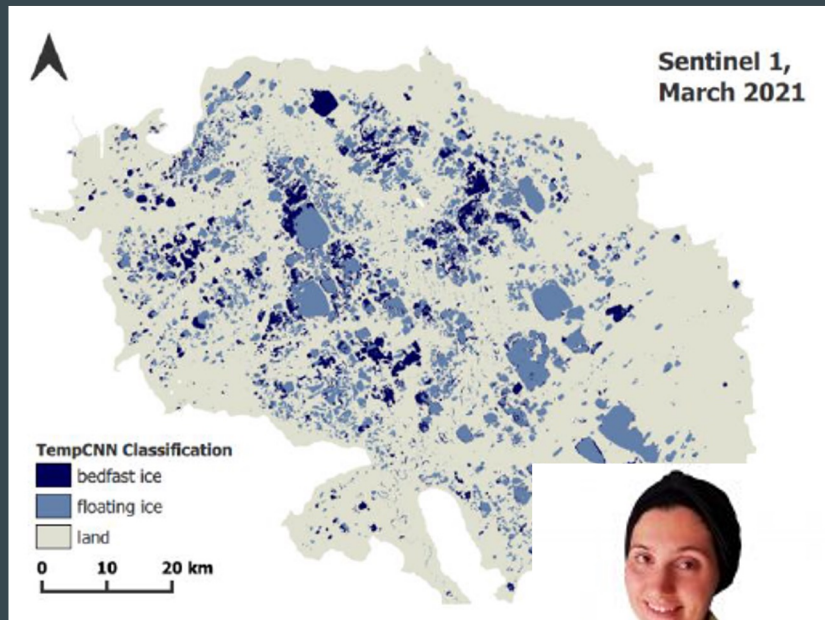 Sentinel 1,
March 2021
TempCNN Classification
bedfast ice
floating ice
land
0 10 20 km